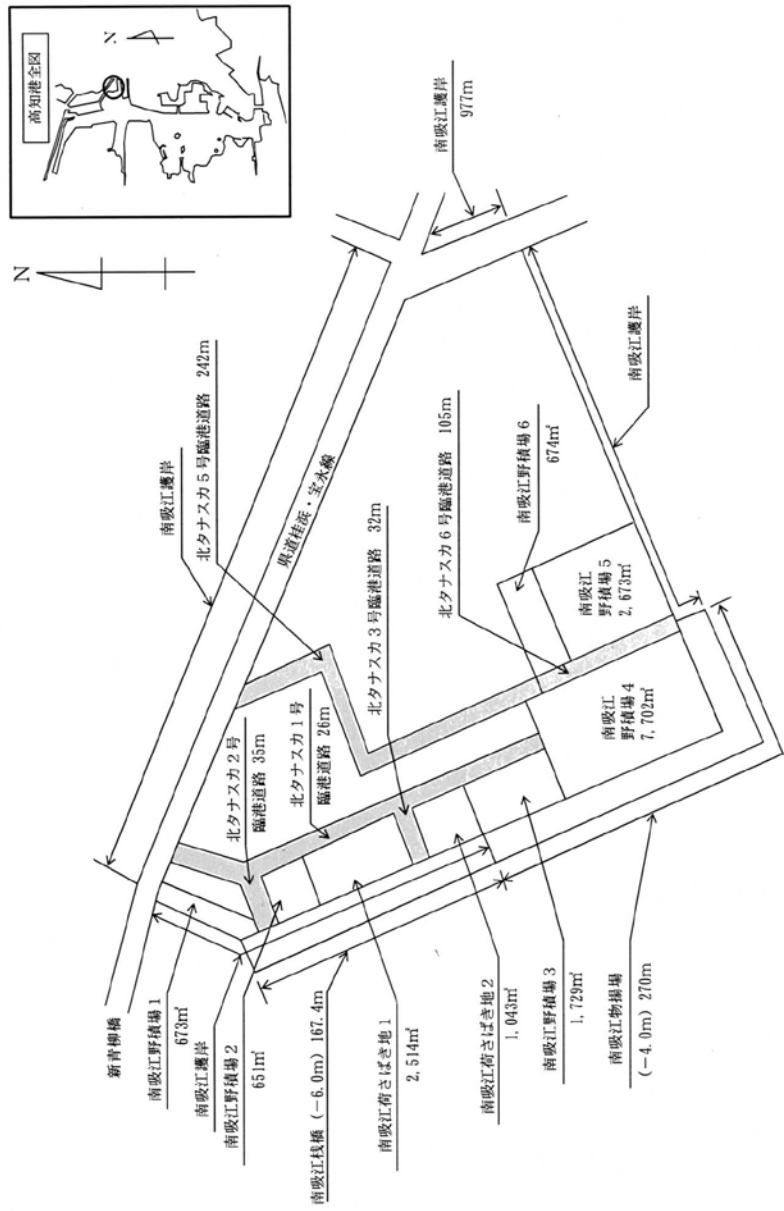 高知港全図
N
N
南吸江護岸
977m
南吸江護岸
北タナスカ5号臨港道路 242m
県道桂浜・宝永線
北タナスカ6号臨港道路 105m
南吸江野積場6
674㎡
南吸江護岸
北タナスカ3号臨港道路 32m
北タナスカ1号
臨港道路 26m
北タナスカ2号
臨港道路 35m
南吸江
野積場5
2,673㎡
南吸江
野積場4
7,702㎡
新青柳橋
南吸江野積場1
673㎡
南吸江護岸
南吸江野積場2
651㎡
南吸江桟橋(-6.0m)167.4m
南吸江荷さばき地1
2,514㎡
南吸江荷さばき地2
1,043㎡
南吸江野積場3
1,729㎡
南吸江物揚場
(-4.0m)270m